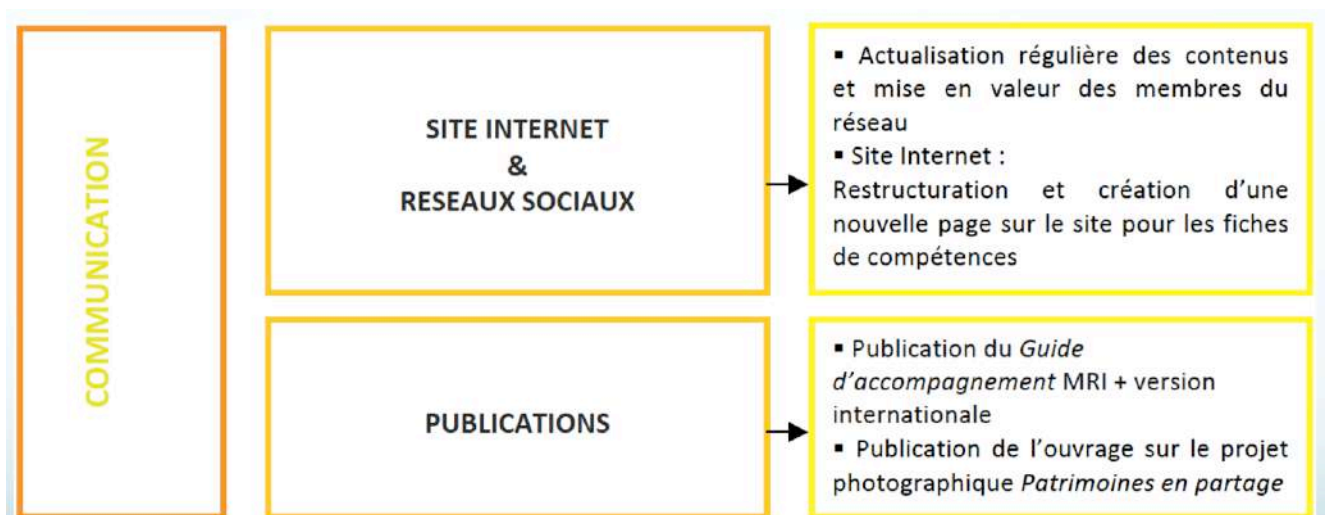 COMMUNICATION
SITE INTERNET
&
RESEAUX SOCIAUX
▪ Actualisation régulière des contenus
et mise en valeur des membres du
réseau
▪ Site Internet :
Restructuration et création d’une
nouvelle page sur le site pour les fiches
de compétences
PUBLICATIONS
▪ Publication du Guide
d’accompagnement MRI + version
internationale
▪ Publication de l’ouvrage sur le projet
photographique Patrimoines en partage